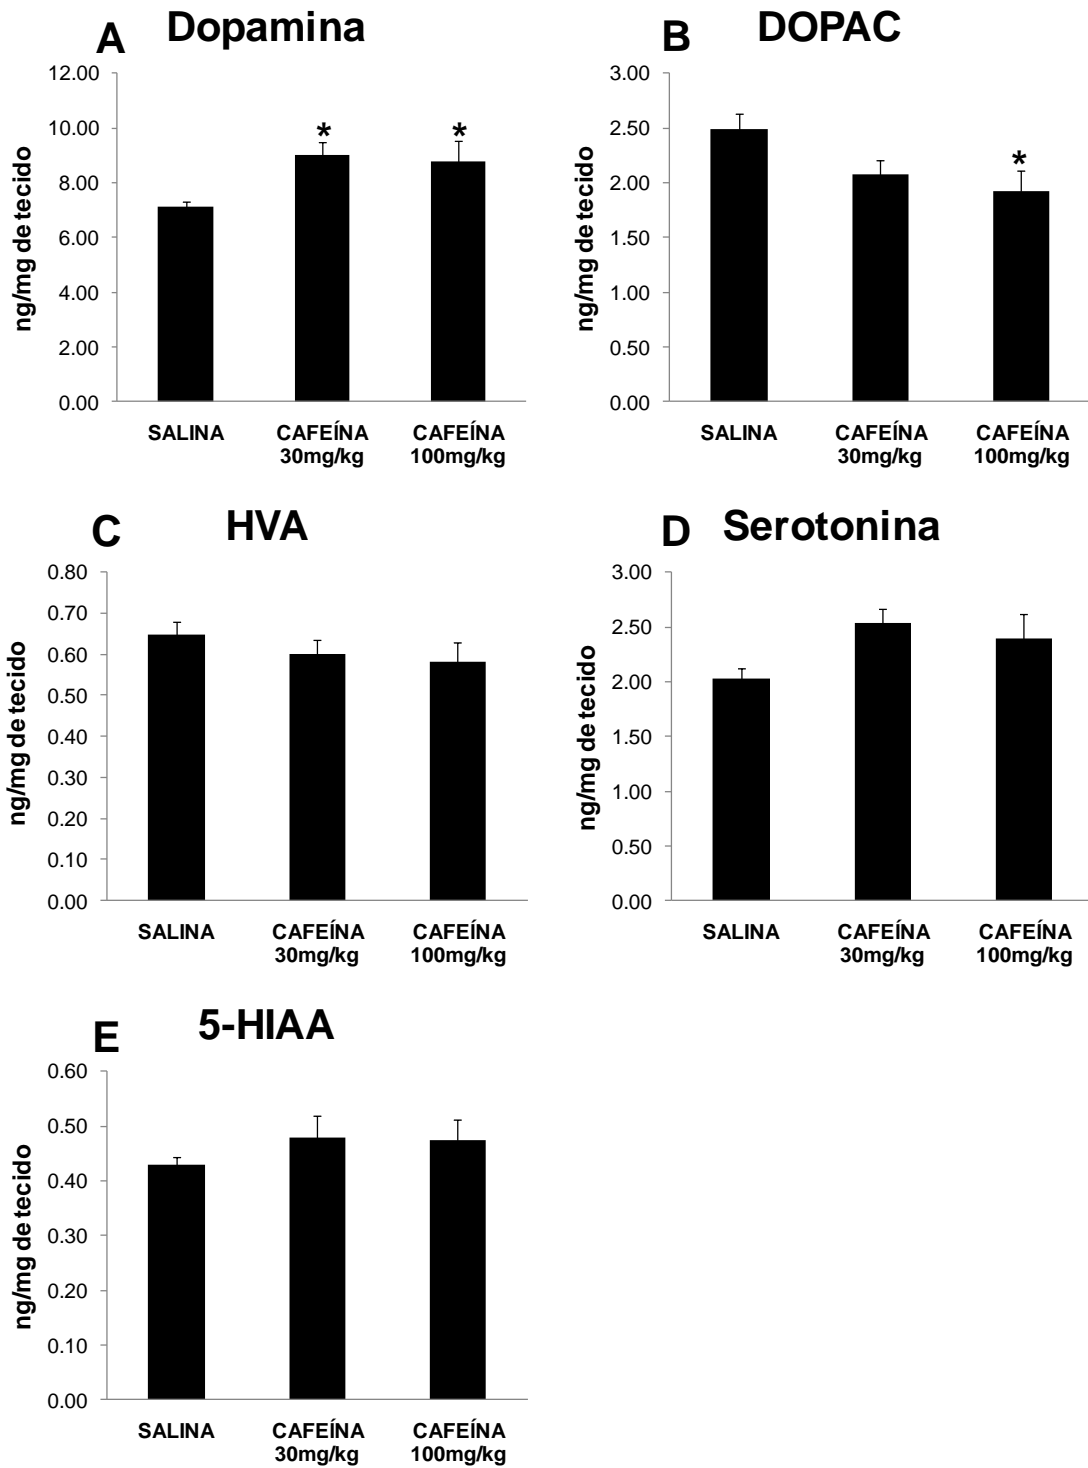 A Dopamina
12.00
10.00
8.00
6.00
4.00
2.00
0.00
ng/mg de tecido
* *
SALINA CAFEÍNA CAFEÍNA
30mg/kg 100mg/kg
B DOPAC
3.00
2.50
2.00
1.50
1.00
0.50
0.00
ng/mg de tecido
*
SALINA CAFEÍNA CAFEÍNA
30mg/kg 100mg/kg
C HVA
0.80
0.70
0.60
0.50
0.40
0.30
0.20
0.10
0.00
ng/mg de tecido
SALINA CAFEÍNA CAFEÍNA
30mg/kg 100mg/kg
D Serotonina
3.00
2.50
2.00
1.50
1.00
0.50
0.00
ng/mg de tecido
SALINA CAFEÍNA CAFEÍNA
30mg/kg 100mg/kg
E 5-HIAA
0.60
0.50
0.40
0.30
0.20
0.10
0.00
ng/mg de tecido
SALINA CAFEÍNA CAFEÍNA
30mg/kg 100mg/kg